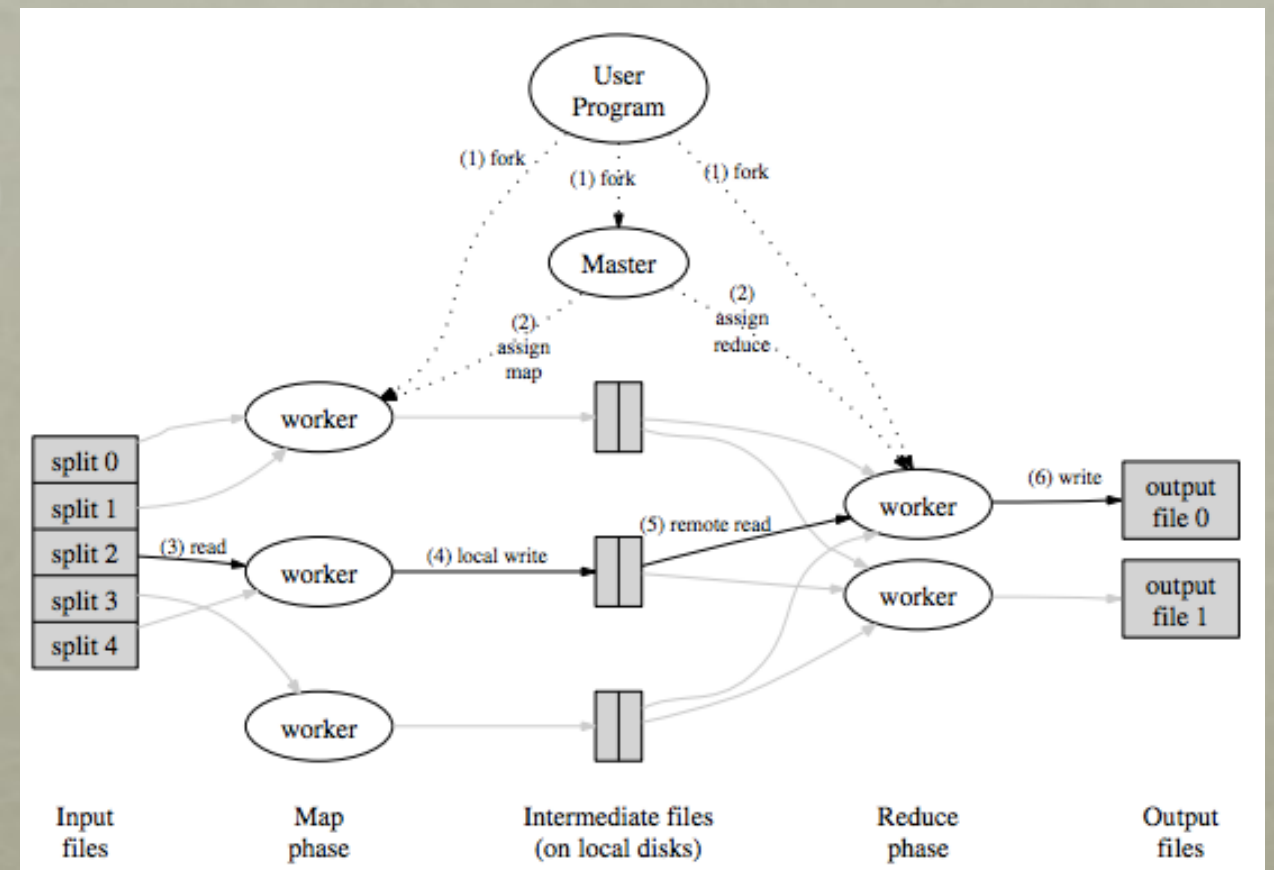 User
Program
(1) fork
(1) fork
(1) fork
Master
(2)
assign
map
(2)
assign
reduce
worker
split 0
split 1
split 2
split 3
split 4
(3) read
worker
(4) local write
worker
(5) remote read
worker
worker
(6) write
output
file 0
output
file 1
Input
files
Map
phase
Intermediate files
(on local disks)
Reduce
phase
Output
files